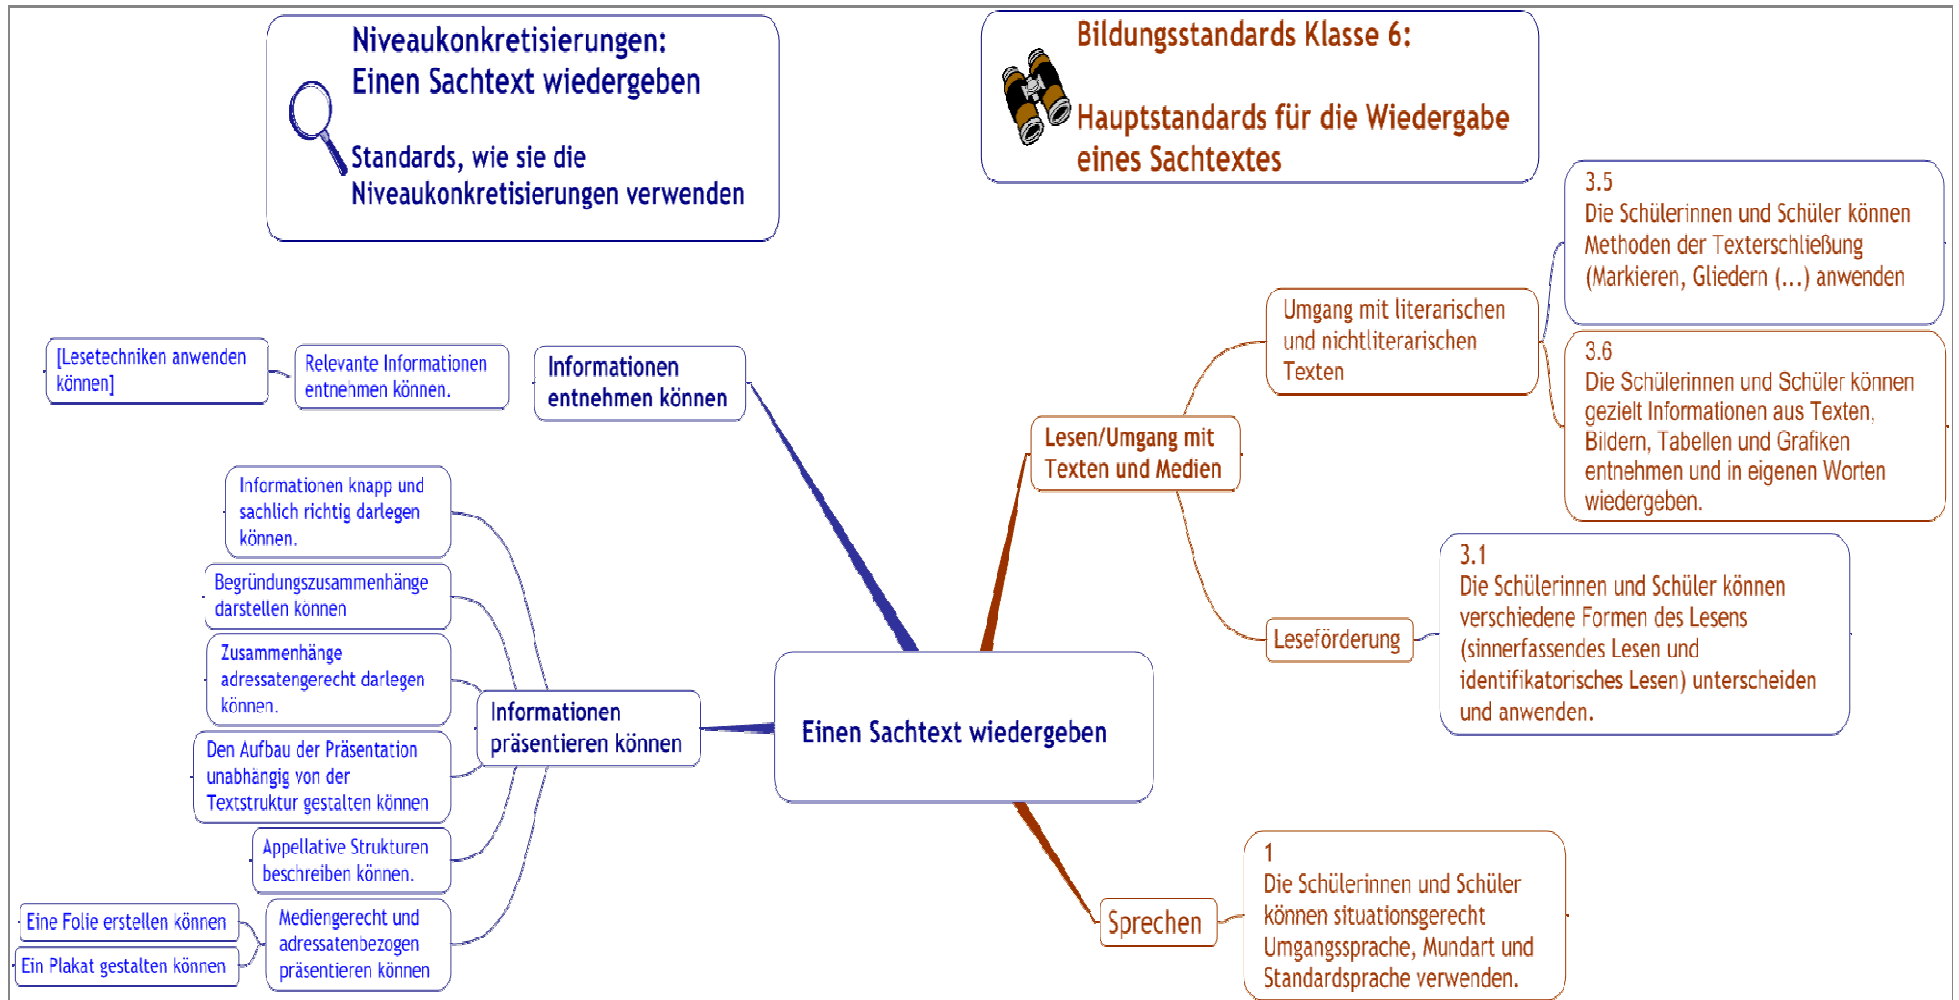 Niveaukonkretisierungen:
Einen Sachtext wiedergeben
Standards, wie sie die
Niveaukonkretisierungen verwenden
Bildungsstandards Klasse 6:
Hauptstandards für die Wiedergabe
eines Sachtextes
[Lesetechniken anwenden
können]
Relevante Informationen
entnehmen können.
Informationen
entnehmen können
Informationen knapp und
sachlich richtig darlegen
können.
Begründungszusammenhänge
darstellen können
Zusammenhänge
adressatengerecht darlegen
können.
Den Aufbau der Präsentation
unabhängig von der
Textstruktur gestalten können
Appellative Strukturen
beschreiben können.
Eine Folie erstellen können
Ein Plakat gestalten können
Mediengerecht und
adressatenbezogen
präsentieren können
Informationen
präsentieren können
Einen Sachtext wiedergeben
Lesen/Umgang mit
Texten und Medien
Umgang mit literarischen
und nichtliterarischen
Texten
3.5
Die Schülerinnen und Schüler können
Methoden der Texterschließung
(Markieren, Gliedern (...) anwenden
3.6
Die Schülerinnen und Schüler können
gezielt Informationen aus Texten,
Bildern, Tabellen und Grafiken
entnehmen und in eigenen Worten
wiedergeben.
Leseförderung
3.1
Die Schülerinnen und Schüler können
verschiedene Formen des Lesens
(sinnerfassendes Lesen und
identifikatorisches Lesen) unterscheiden
und anwenden.
Sprechen
1
Die Schülerinnen und Schüler
können situationsgerecht
Umgangssprache, Mundart und
Standardsprache verwenden.